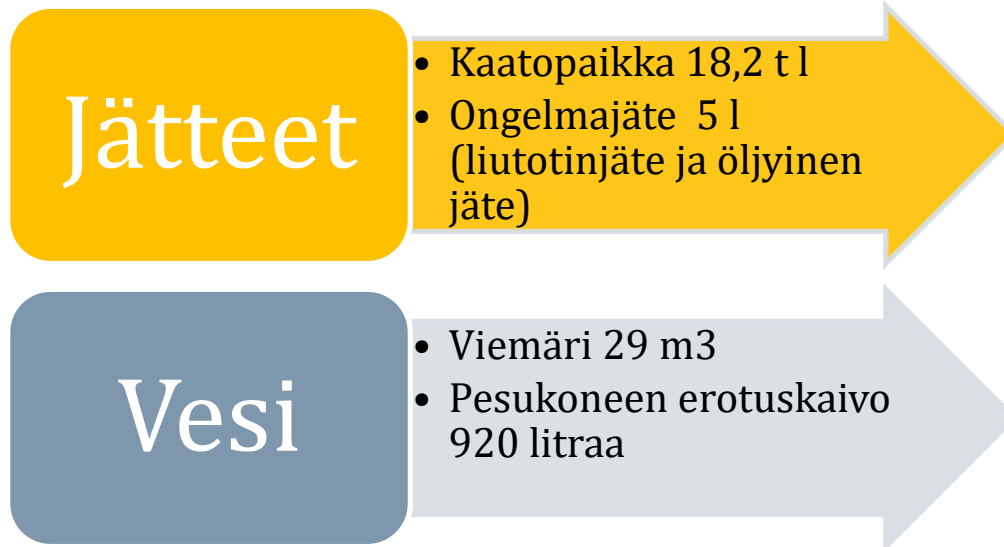 Jätteet
• Kaatopaikka 18,2 t l
• Ongelmajäte  5 l
(liutotinjäte ja öljyinen
jäte)
Vesi
• Viemäri 29 m3
• Pesukoneen erotuskaivo
920 litraa